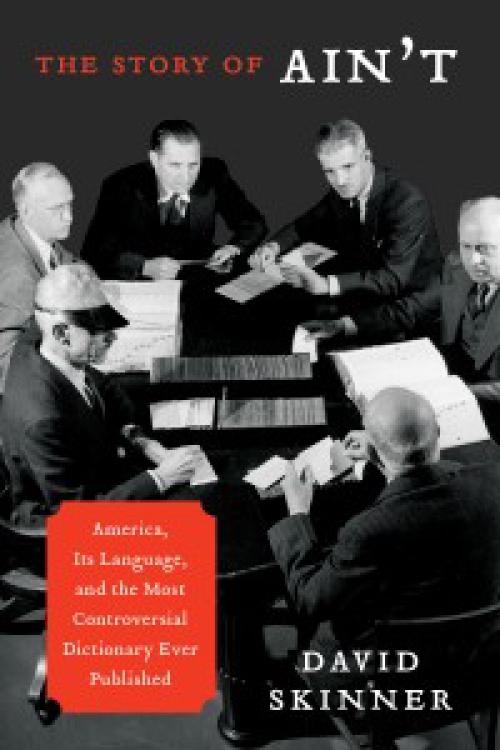 THE STORY OF AIN'T
America,
Its Language,
and the Most
Controversial
Dictionary Ever
Published
DAVID
SKINNER